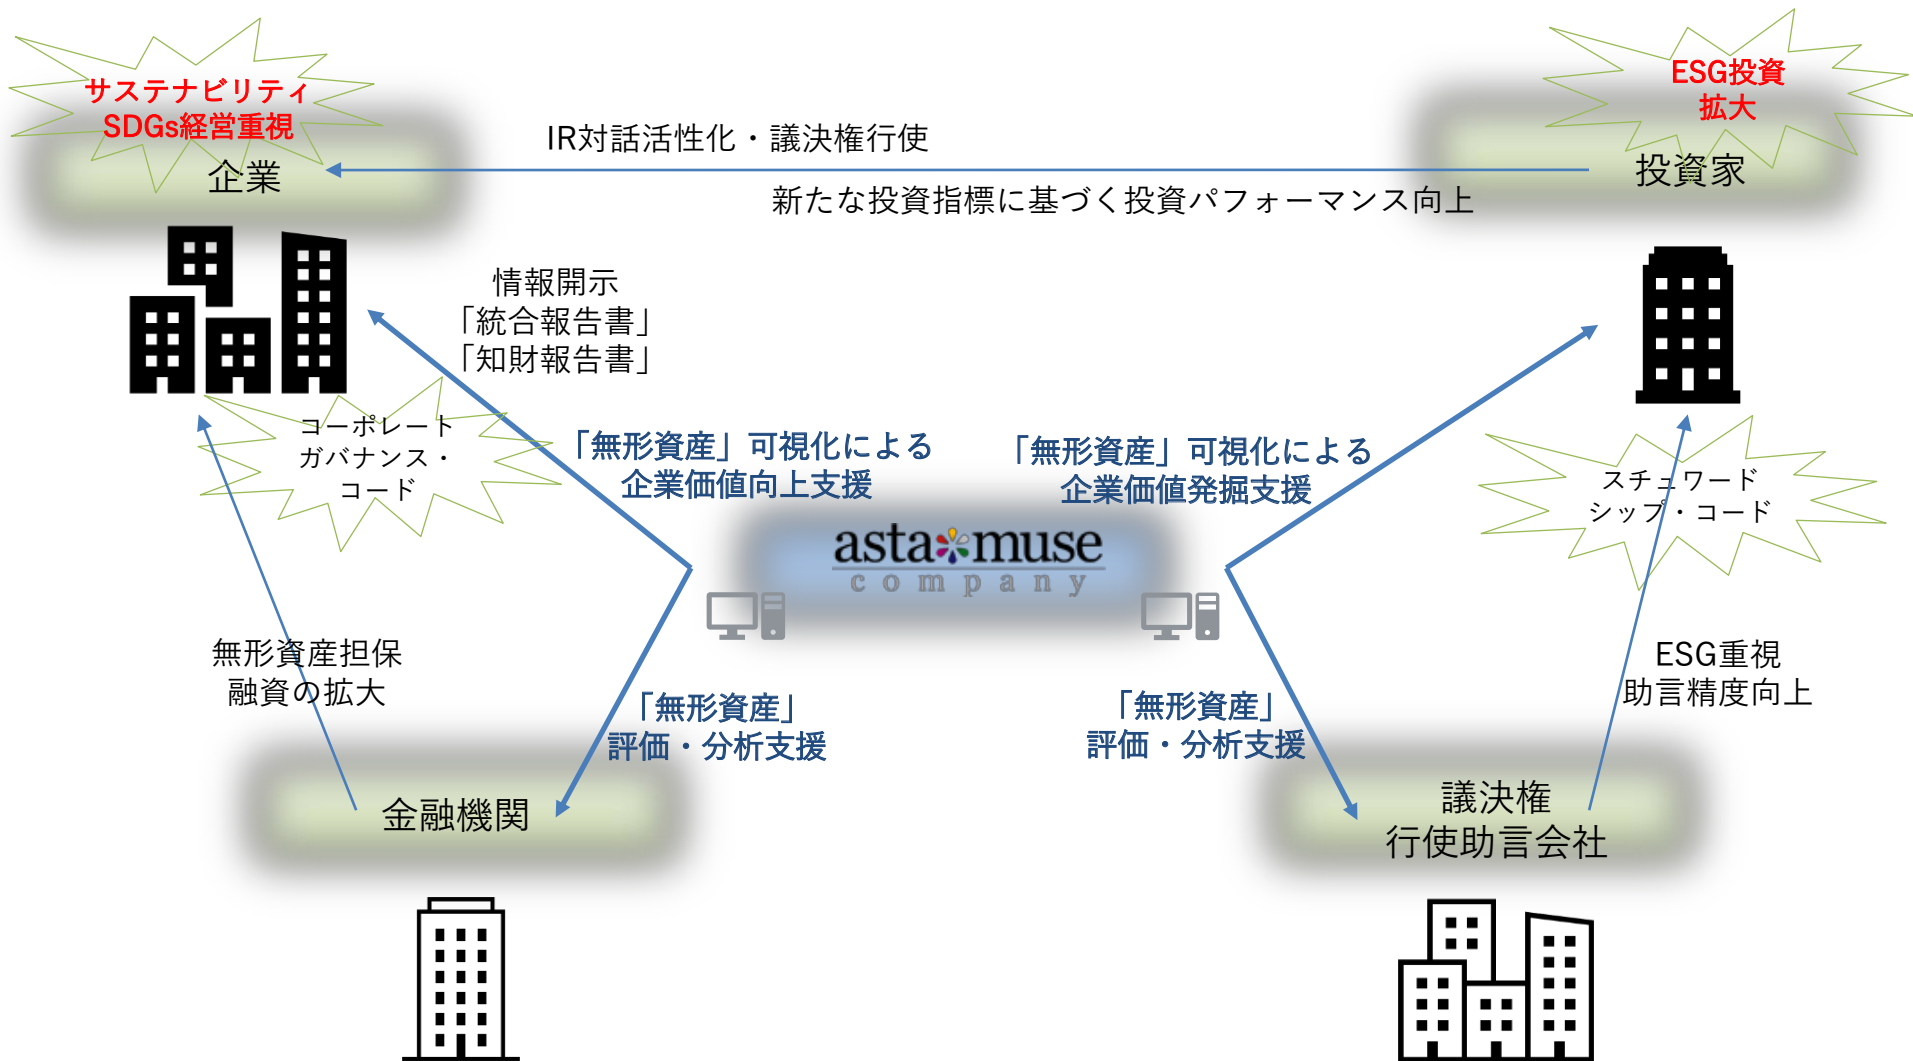 サステナビリティ
SDGs経営重視
企業
ESG投資
拡大
投資家
IR対話活性化・議決権行使
新たな投資指標に基づく投資パフォーマンス向上
情報開示
「統合報告書」
「知財報告書」
コーポレート
ガバナンス・
コード
「無形資産」可視化による
企業価値向上支援
「無形資産」可視化による
企業価値発掘支援
スチュワード
シップ・コード
asta muse
company
無形資産担保
融資の拡大
ESG重視
助言精度向上
「無形資産」
評価・分析支援
「無形資産」
評価・分析支援
金融機関
議決権
行使助言会社